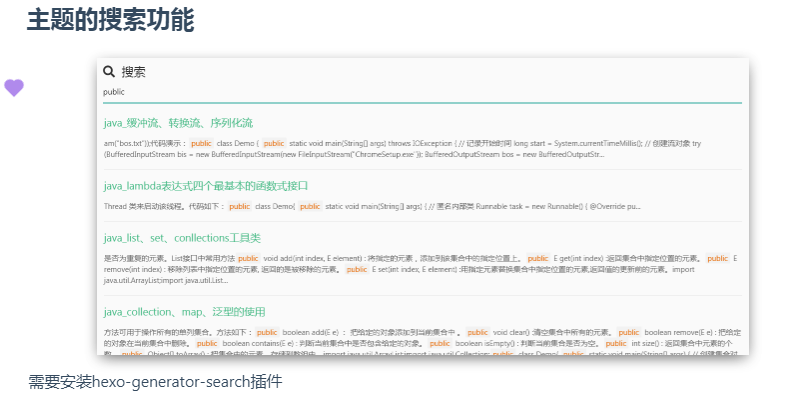 主题的搜索功能
搜索
public
java_缓冲流、转换流、序列化流
am("bos.txt"));代码演示： public class Demo { public static void main(String[] args) throws IOException { // 记录开始时间 long start = System.currentTimeMillis(); // 创建流对象 try
(BufferedInputStream bis = new BufferedInputStream(new FileInputStream("ChromeSetup.exe")); BufferedOutputStream bos = new BufferedOutputStr...
java_lambda表达式四个最基本的函数式接口
Thread 类来启动该线程。代码如下： public class Demo{ public static void main(String[] args) { // 匿名内部类 Runnable task = new Runnable() { @Override pu...
java_list、set、conllections工具类
是否为重复的元素。List接口中常用方法 public void add(int index, E element) : 将指定的元素，添加到该集合中的指定位置上。 public E get(int index) :返回集合中指定位置的元素。 public E
remove(int index) : 移除列表中指定位置的元素, 返回的是被移除的元素。 public E set(int index, E element) :用指定元素替换集合中指定位置的元素,返回值的更新前的元素。import
java.util.ArrayList;import java.util.List...
java_collection、map、泛型的使用
方法可用于操作所有的单列集合。方法如下： public boolean add(E e) ： 把给定的对象添加到当前集合中 。 public void clear() :清空集合中所有的元素。 public boolean remove(E e) : 把给定
的对象在当前集合中删除。 public boolean contains(E e) : 判断当前集合中是否包含给定的对象。 public boolean isEmpty() : 判断当前集合是否为空。 public int size() : 返回集合中元素的个
数。 public Object[] toArray() : 把集合中的元素，存储到数组中。import java.util.ArrayList;import java.util.Collection; public class Demo{ public static void main(String[] args) { // 创建集合对
需要安装hexo-generator-search插件